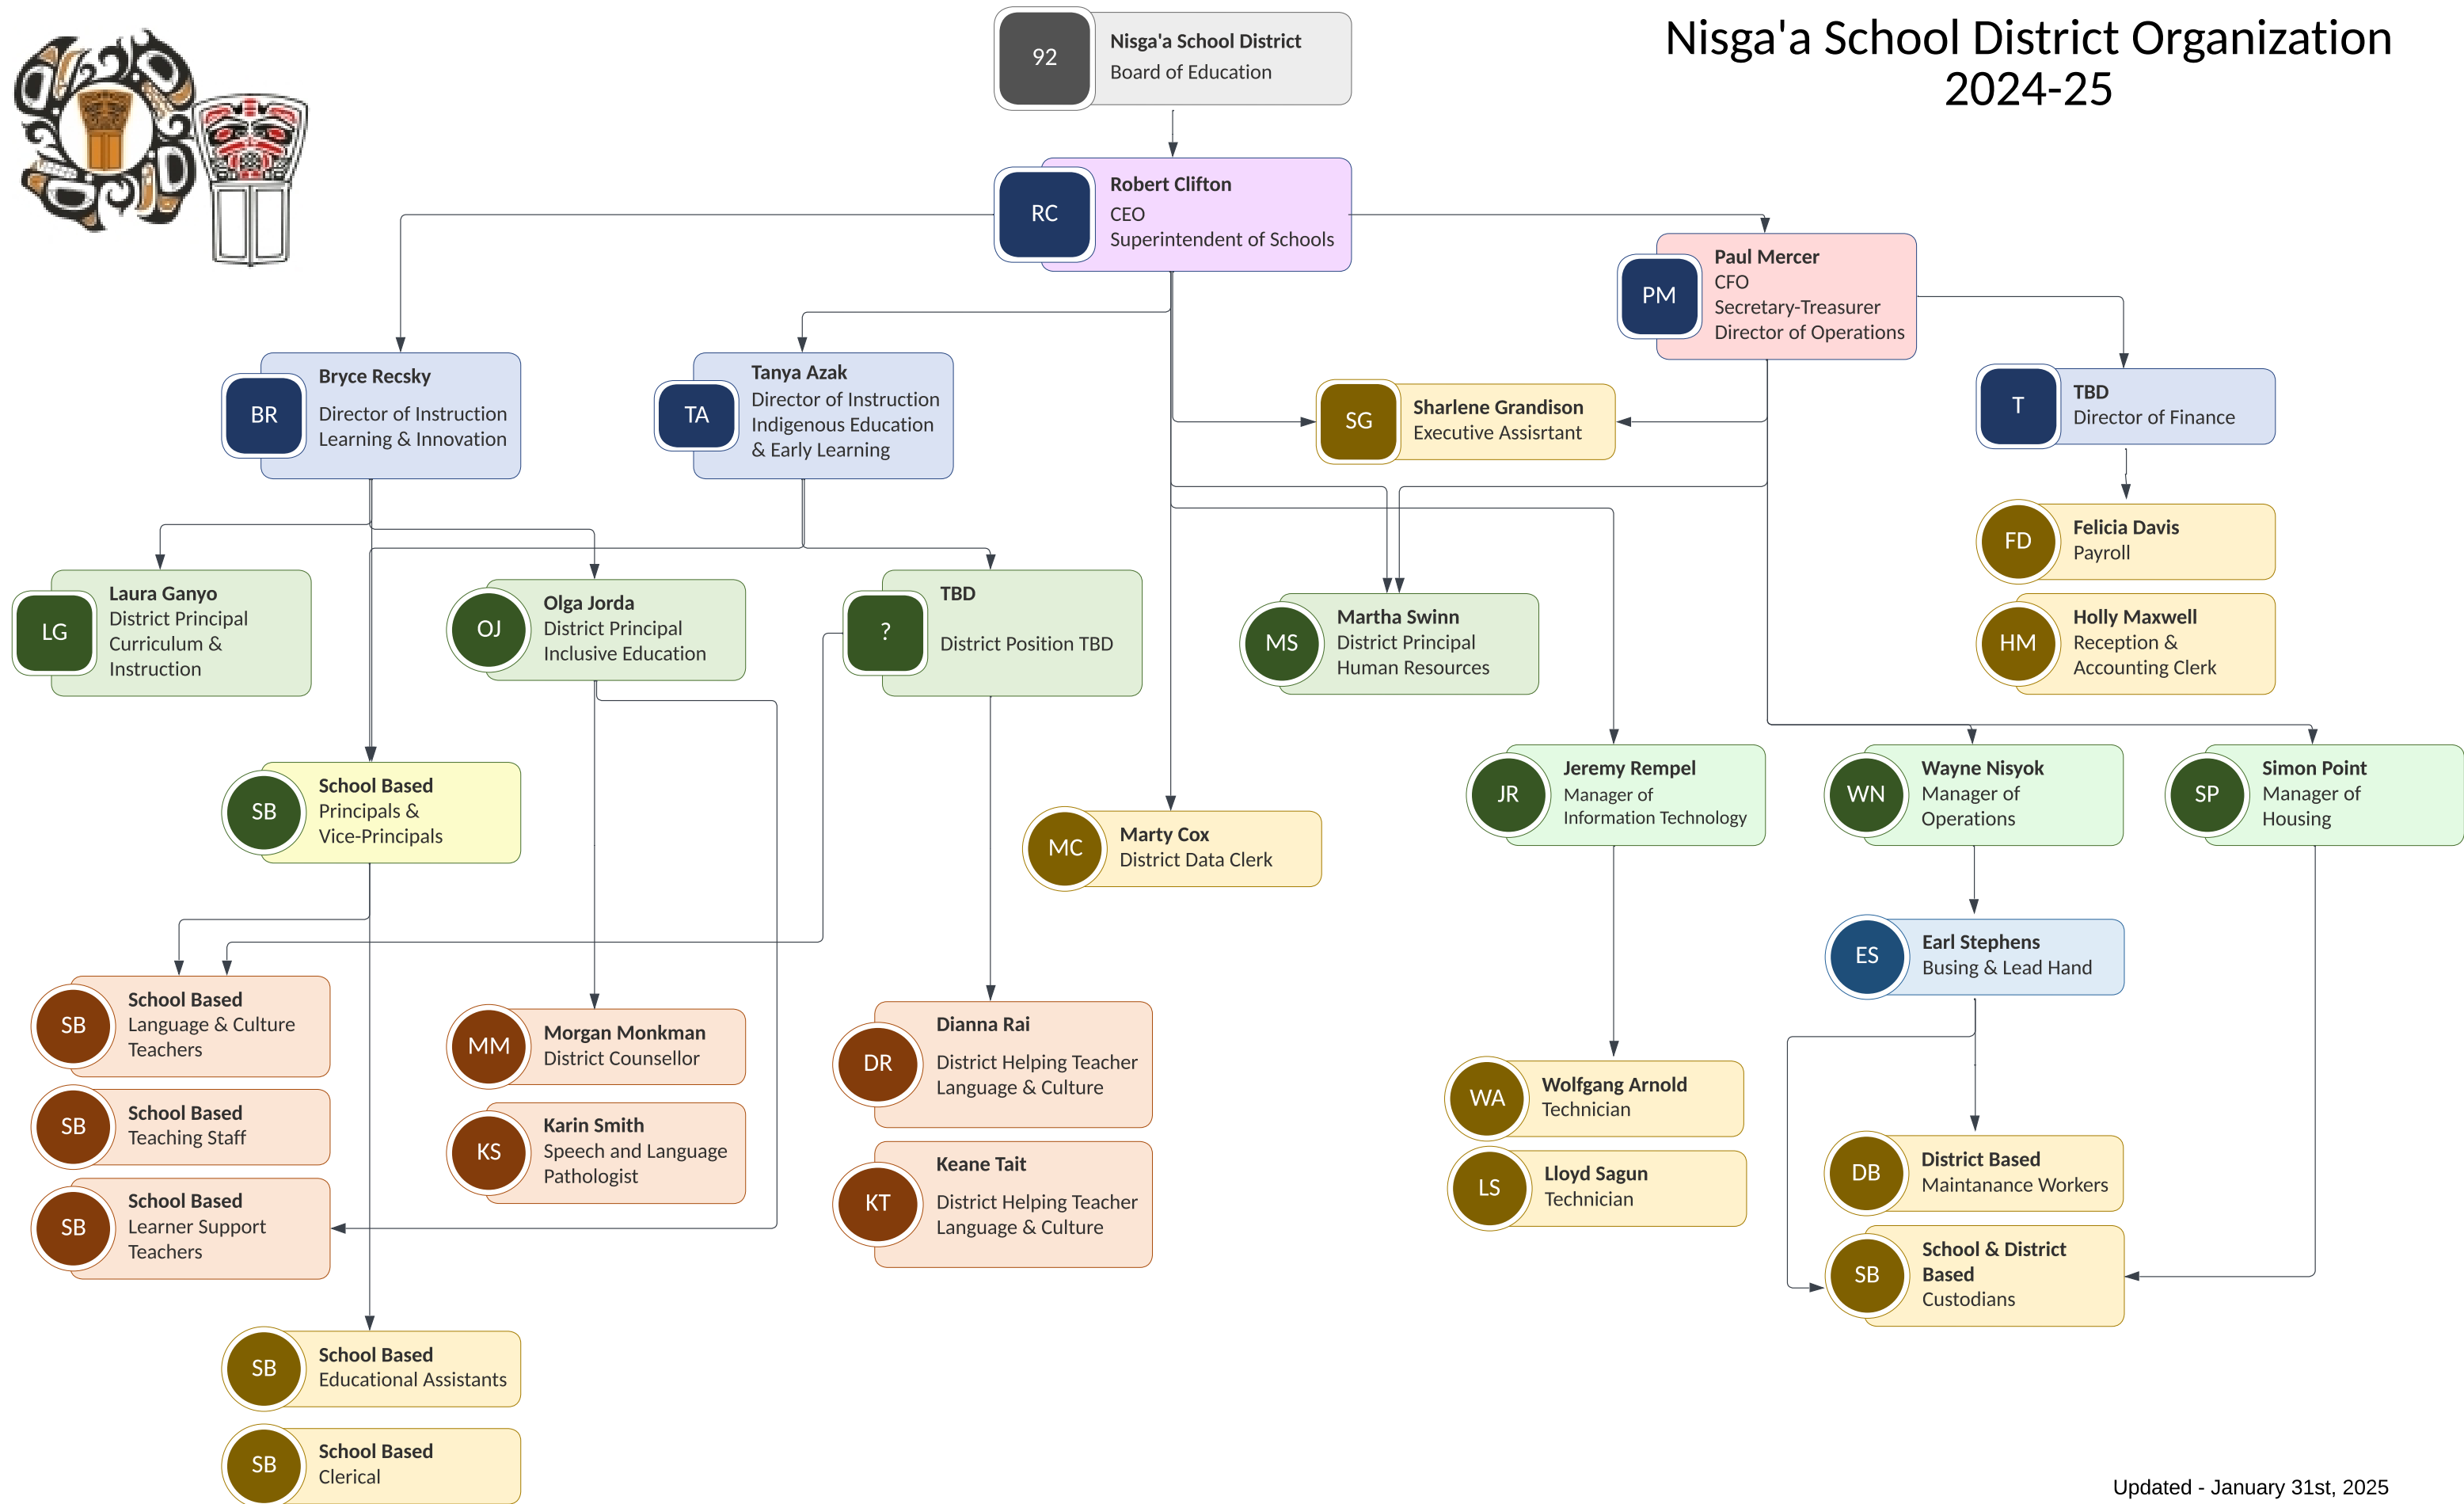 Nisga'a School District Organization
2024-25
92
Nisga'a School District
Board of Education
RC
Robert Clifton
CEO
Superintendent of Schools
PM
Paul Mercer
CFO
Secretary-Treasurer
Director of Operations
BR
Bryce Recsky
Director of Instruction
Learning & Innovation
TA
Tanya Azak
Director of Instruction
Indigenous Education
& Early Learning
SG
Sharlene Grandison
Executive Assisrtant
T
TBD
Director of Finance
FD
Felicia Davis
Payroll
HM
Holly Maxwell
Reception &
Accounting Clerk
LG
Laura Ganyo
District Principal
Curriculum &
Instruction
OJ
Olga Jorda
District Principal
Inclusive Education
?
TBD
District Position TBD
MS
Martha Swinn
District Principal
Human Resources
SB
School Based
Principals &
Vice-Principals
MC
Marty Cox
District Data Clerk
JR
Jeremy Rempel
Manager of
Information Technology
WN
Wayne Nisyok
Manager of
Operations
SP
Simon Point
Manager of
Housing
ES
Earl Stephens
Busing & Lead Hand
SB
School Based
Language & Culture
Teachers
SB
School Based
Teaching Staff
SB
School Based
Learner Support
Teachers
MM
Morgan Monkman
District Counsellor
KS
Karin Smith
Speech and Language
Pathologist
DR
Dianna Rai
District Helping Teacher
Language & Culture
KT
Keane Tait
District Helping Teacher
Language & Culture
WA
Wolfgang Arnold
Technician
LS
Lloyd Sagun
Technician
DB
District Based
Maintanance Workers
SB
School & District
Based
Custodians
SB
School Based
Educational Assistants
SB
School Based
Clerical
Updated - January 31st, 2025